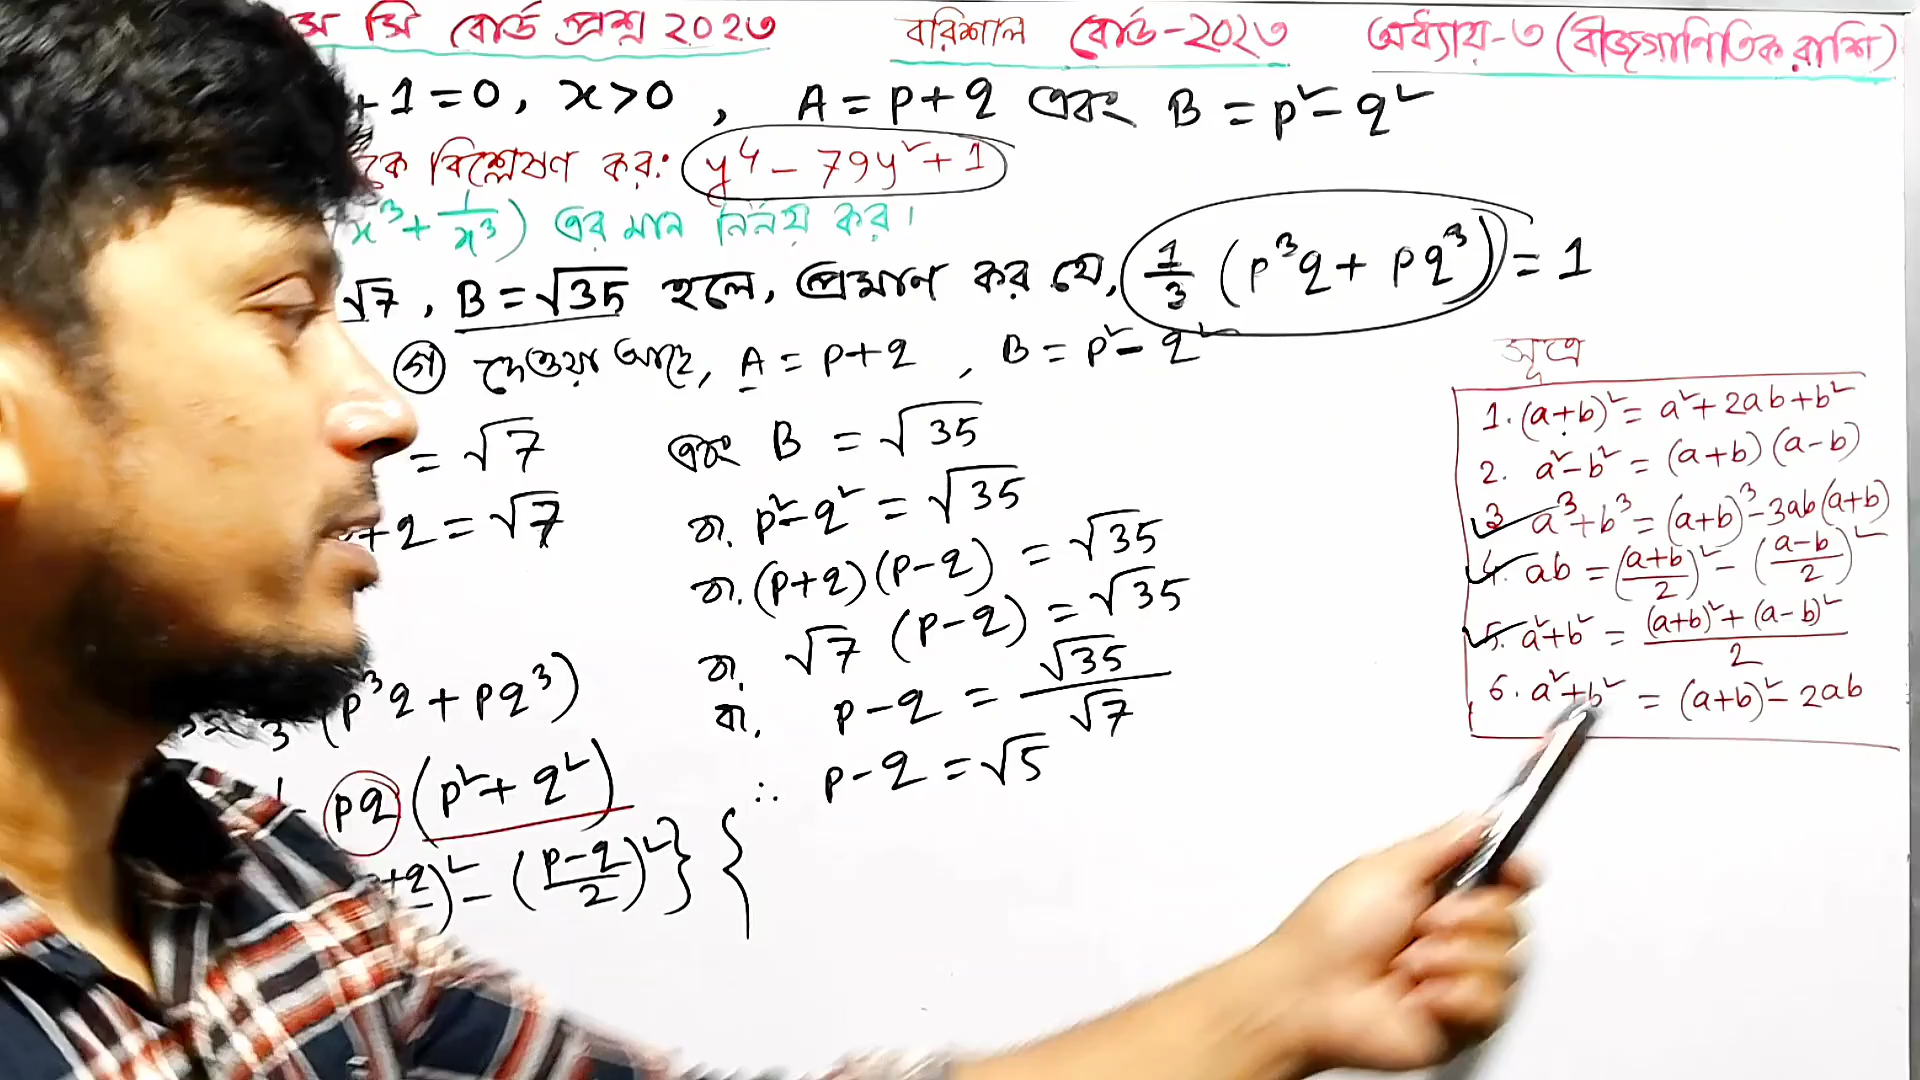 সি বোর্ড প্রশ্ন ২০২৩ বরিশাল বোর্ড-২০২৩ অধ্যায়-৩ (বীজগাণিতিক রাশি)
+1=0, x>0, A=p+q এবং B=p²-q²
কে বিশ্লেষণ কর: y⁴-79y²+1
x³+1/x³) এর মান নির্নয় কর।
√7, B=√35 হলে, প্রমাণ কর যে, 1/3 (p³q+pq³)=1
গ দেওয়া আছে, A=p+q, B=p²-q²
=√7 এবং B=√35
+q=√7 বা, p²-q²=√35
বা, (p+q)(p-q)=√35
বা, √7 (p-q)=√35
বা, p-q=√35/√7
∴ p-q=√5
3 (p³q+pq³)
pq(p²+q²)
+q)²-((p-q)/2)²}{
সূত্র
1. (a+b)²=a²+2ab+b²
2. a²-b²=(a+b)(a-b)
3 a³+b³=(a+b)³-3ab(a+b)
4. ab=((a+b)/2)²-((a-b)/2)²
5. a²+b²=((a+b)²+(a-b)²)/2
6. a²+b²=(a+b)²-2ab